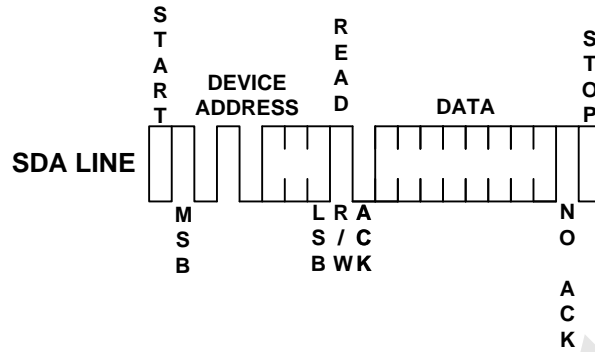 START
DEVICE
ADDRESS
READ
DATA
STOP
SDA LINE
MSB
LSB
R/W
ACK
NO ACK